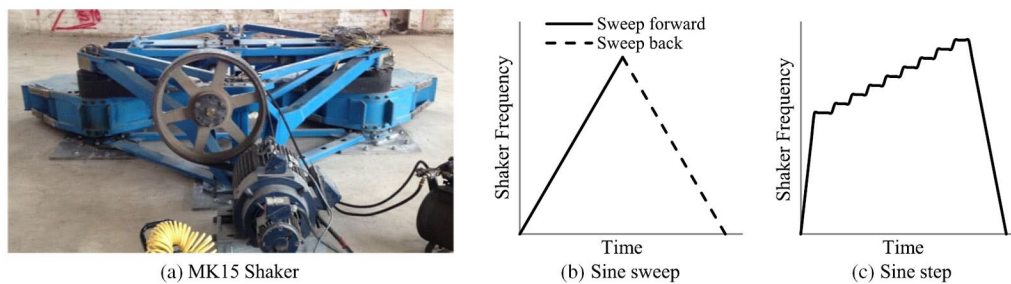 Sweep forward
Sweep back
Shaker Frequency
Time
Shaker Frequency
Time
(a) MK15 Shaker
(b) Sine sweep
(c) Sine step